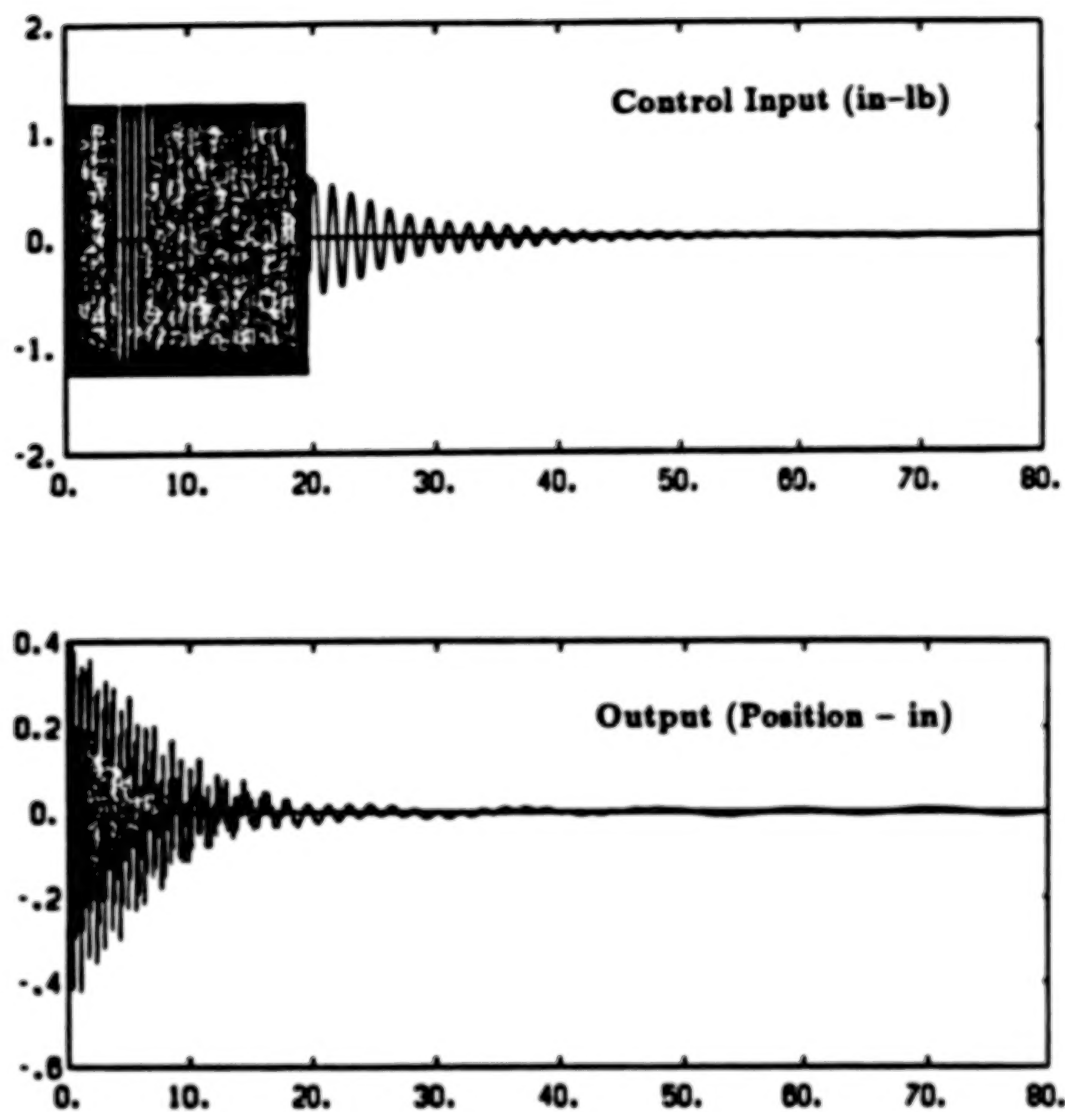 2.
Control Input (in-lb)
1.
0.
-1.
-2.
0. 10. 20. 30. 40. 50. 60. 70. 80.
0.4
Output (Position - in)
0.2
0.
-.2
-.4
-.6
0. 10. 20. 30. 40. 50. 60. 70. 80.